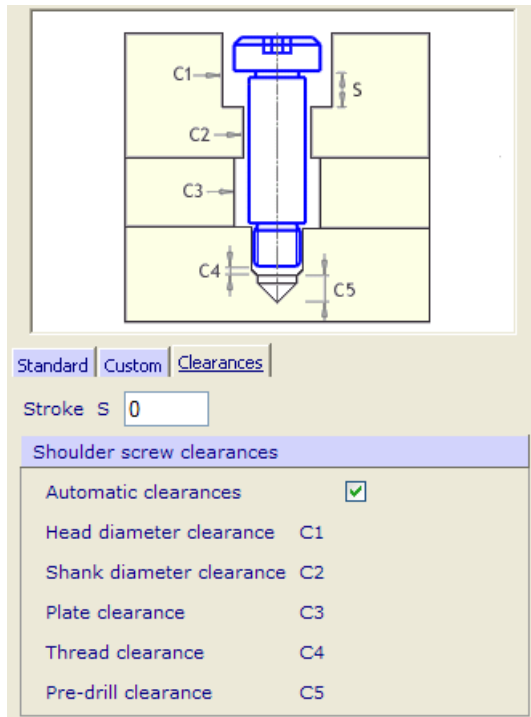 C1
S
C2
C3
C4
C5
Standard Custom Clearances
Stroke S 0
Shoulder screw clearances
Automatic clearances
Head diameter clearance C1
Shank diameter clearance C2
Plate clearance C3
Thread clearance C4
Pre-drill clearance C5